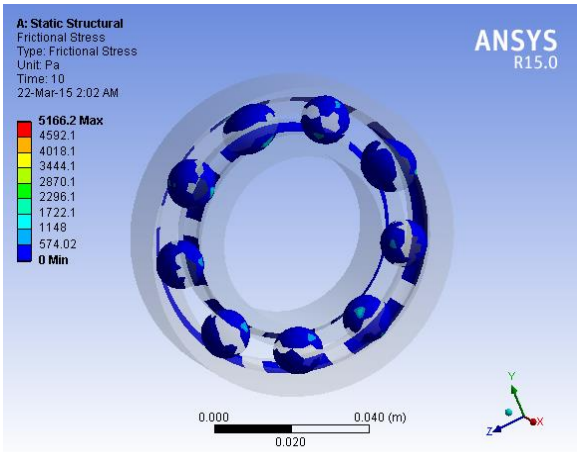 A: Static Structural
Frictional Stress
Type: Frictional Stress
Unit: Pa
Time: 10
22-Mar-15 2:02 AM
ANSYS
R15.0
5166.2 Max
4592.1
4018.1
3444.1
2870.1
2296.1
1722.1
1148
574.02
0 Min
0.000 0.040 (m)
0.020
Y
X
Z